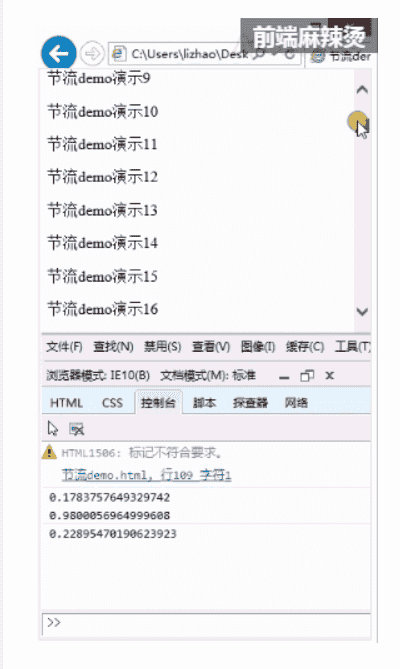 前端麻辣烫
C:\Users\lizhao\Desk
节流der
节流demo演示9
节流demo演示10
节流demo演示11
节流demo演示12
节流demo演示13
节流demo演示14
节流demo演示15
节流demo演示16
文件(F) 查找(N) 禁用(S) 查看(V) 图像(I) 缓存(C) 工具(T)
浏览器模式: IE10(B) 文档模式(M): 标准
HTML CSS 控制台 脚本 探查器 网络
HTML1506: 标记不符合要求。
节流demo.html, 行109 字符1
0.1783757649329742
0.9800056964999608
0.22895470190623923
>>